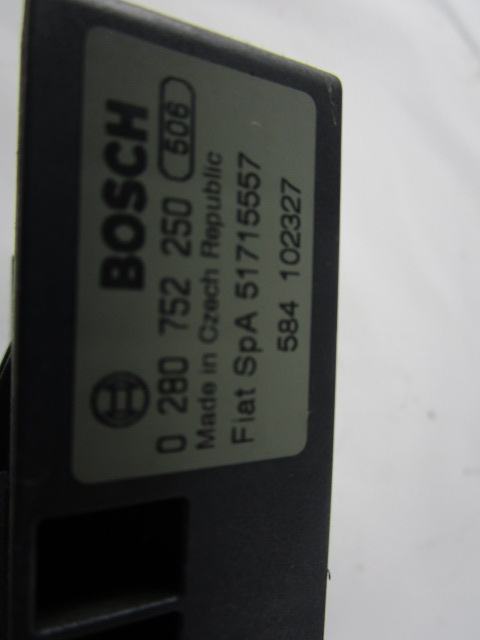 BOSCH
0 280 752 250 506
Made in Czech Republic
Fiat SpA 51715557
584 102327